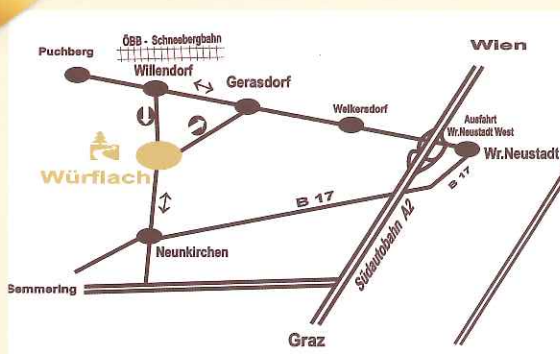 Wien
ÖBB - Schneebergbahn
Puchberg
Willendorf
Gerasdorf
Weikersdorf
Ausfahrt
Wr.Neustadt West
Wr.Neustadt
Würflach
B 17
B 17
Südautobahn A2
Neunkirchen
Semmering
Graz